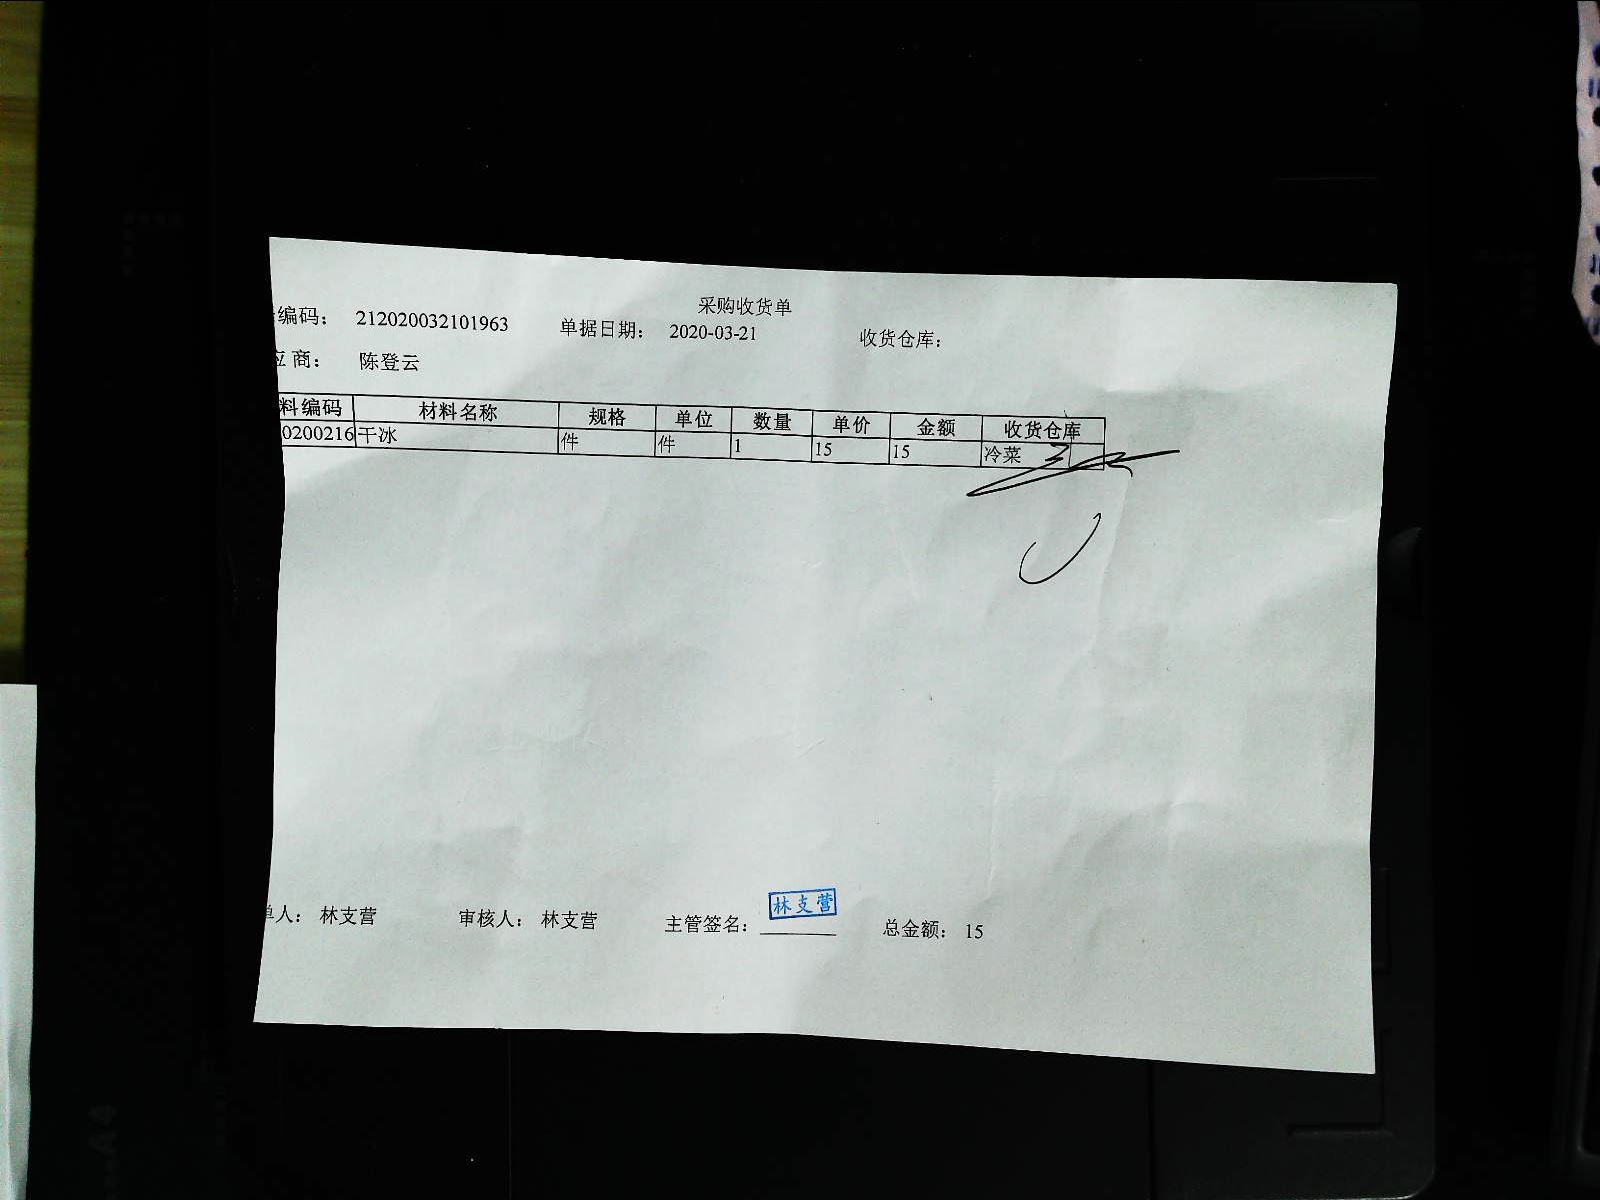 采购收货单
编码： 212020032101963 单据日期： 2020-03-21 收货仓库：
应商： 陈登云
料编码 材料名称 规格 单位 数量 单价 金额 收货仓库
0200216 干冰 件 件 1 15 15 冷菜
单人： 林支营 审核人： 林支营 主管签名： 林支营 总金额： 15